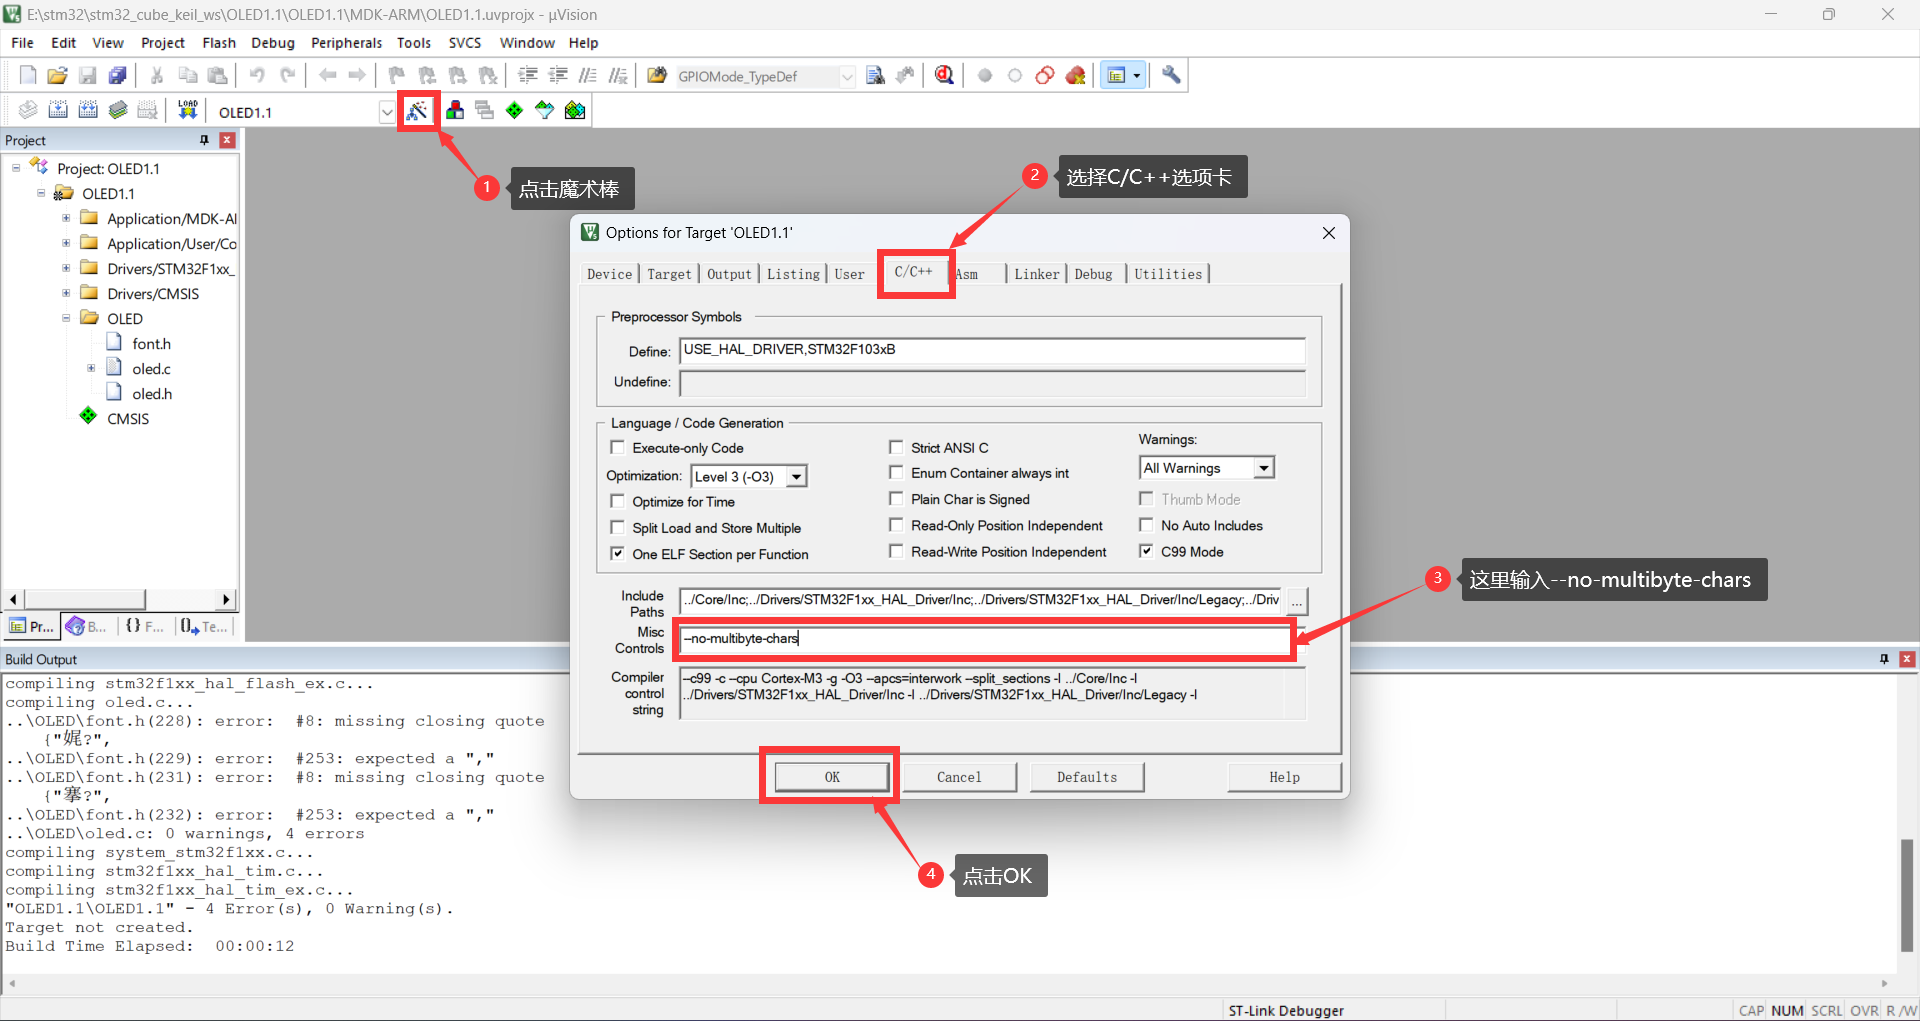 E:\stm32\stm32_cube_keil_ws\OLED1.1\OLED1.1\MDK-ARM\OLED1.1.uvprojx - µVision
File Edit View Project Flash Debug Peripherals Tools SVCS Window Help
GPIOMode_TypeDef
LOAD
OLED1.1
Project
Project: OLED1.1
OLED1.1
Application/MDK-AI
Application/User/Co
Drivers/STM32F1xx_
Drivers/CMSIS
OLED
font.h
oled.c
oled.h
CMSIS
Pr... B... {} F... Te...
1 点击魔术棒
2 选择C/C++选项卡
Options for Target 'OLED1.1'
Device Target Output Listing User C/C++ Asm Linker Debug Utilities
Preprocessor Symbols
Define: USE_HAL_DRIVER,STM32F103xB
Undefine:
Language / Code Generation
Execute-only Code
Optimization: Level 3 (-O3)
Optimize for Time
Split Load and Store Multiple
One ELF Section per Function
Strict ANSI C
Enum Container always int
Plain Char is Signed
Read-Only Position Independent
Read-Write Position Independent
Warnings:
All Warnings
Thumb Mode
No Auto Includes
C99 Mode
Include Paths ../Core/Inc;../Drivers/STM32F1xx_HAL_Driver/Inc;../Drivers/STM32F1xx_HAL_Driver/Inc/Legacy;../Driv ...
Misc Controls --no-multibyte-chars
3 这里输入--no-multibyte-chars
Compiler control string --c99 -c --cpu Cortex-M3 -g -O3 --apcs=interwork --split_sections -I ../Core/Inc -I
../Drivers/STM32F1xx_HAL_Driver/Inc -I ../Drivers/STM32F1xx_HAL_Driver/Inc/Legacy -I
OK Cancel Defaults Help
4 点击OK
Build Output
compiling stm32f1xx_hal_flash_ex.c...
compiling oled.c...
..\OLED\font.h(228): error:  #8: missing closing quote
{"娓?",
..\OLED\font.h(229): error:  #253: expected a ","
..\OLED\font.h(231): error:  #8: missing closing quote
{"搴?",
..\OLED\font.h(232): error:  #253: expected a ","
..\OLED\oled.c: 0 warnings, 4 errors
compiling system_stm32f1xx.c...
compiling stm32f1xx_hal_tim.c...
compiling stm32f1xx_hal_tim_ex.c...
"OLED1.1\OLED1.1" - 4 Error(s), 0 Warning(s).
Target not created.
Build Time Elapsed:  00:00:12
ST-Link Debugger
CAP NUM SCRL OVR R/W